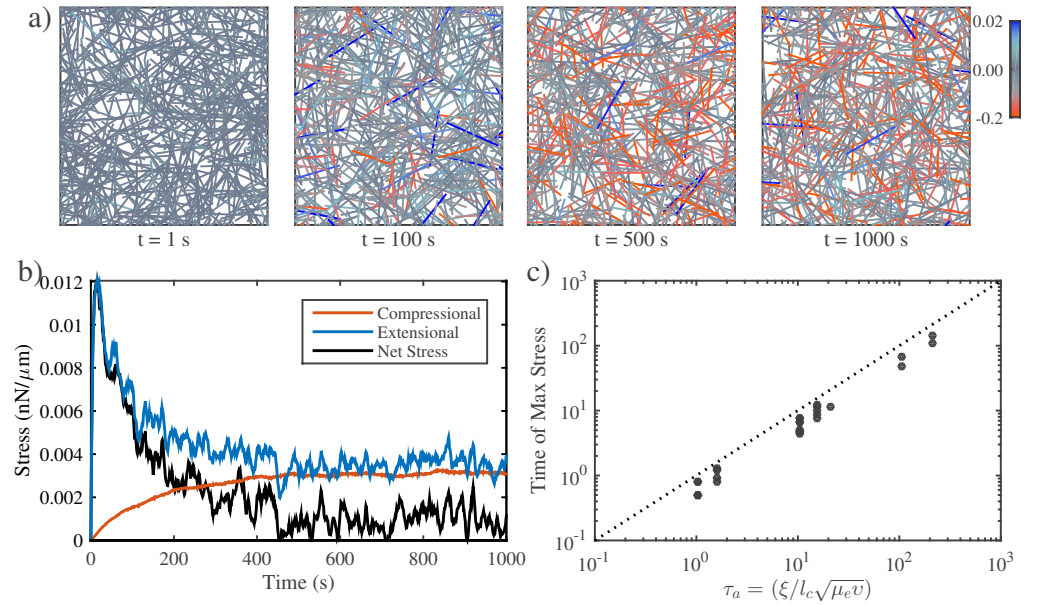 a)
0.02
0.00
-0.2
t = 1 s
t = 100 s
t = 500 s
t = 1000 s
b)
0.012
0.01
0.008
0.006
0.004
0.002
0
Stress (nN/μm)
Compressional
Extensional
Net Stress
0
200
400
600
800
1000
Time (s)
c)
10³
10²
10¹
10⁰
10⁻¹
Time of Max Stress
10⁻¹
10⁰
10¹
10²
10³
τₐ = (ξ/l_c√μₑυ)